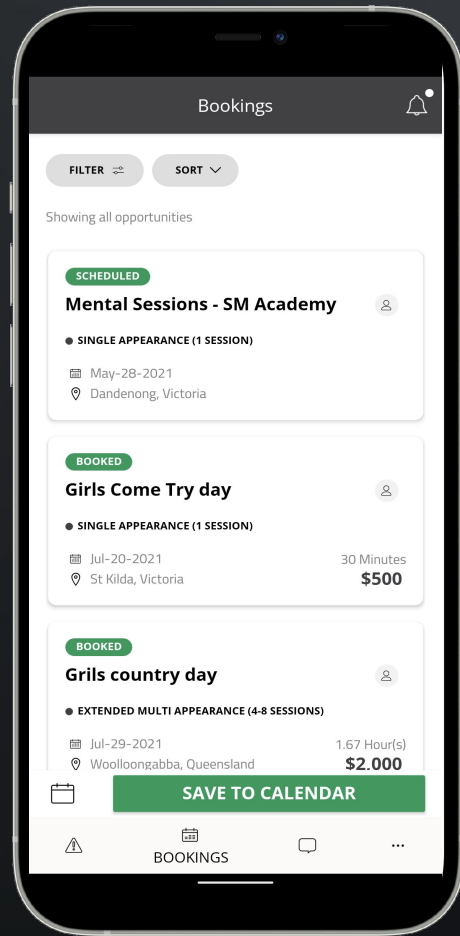 Bookings
FILTER
SORT
Showing all opportunities
SCHEDULED
Mental Sessions - SM Academy
SINGLE APPEARANCE (1 SESSION)
May-28-2021
Dandenong, Victoria
BOOKED
Girls Come Try day
SINGLE APPEARANCE (1 SESSION)
Jul-20-2021
30 Minutes
St Kilda, Victoria
$500
BOOKED
Grils country day
EXTENDED MULTI APPEARANCE (4-8 SESSIONS)
Jul-29-2021
1.67 Hour(s)
Woolloongabba, Queensland
$2,000
SAVE TO CALENDAR
BOOKINGS